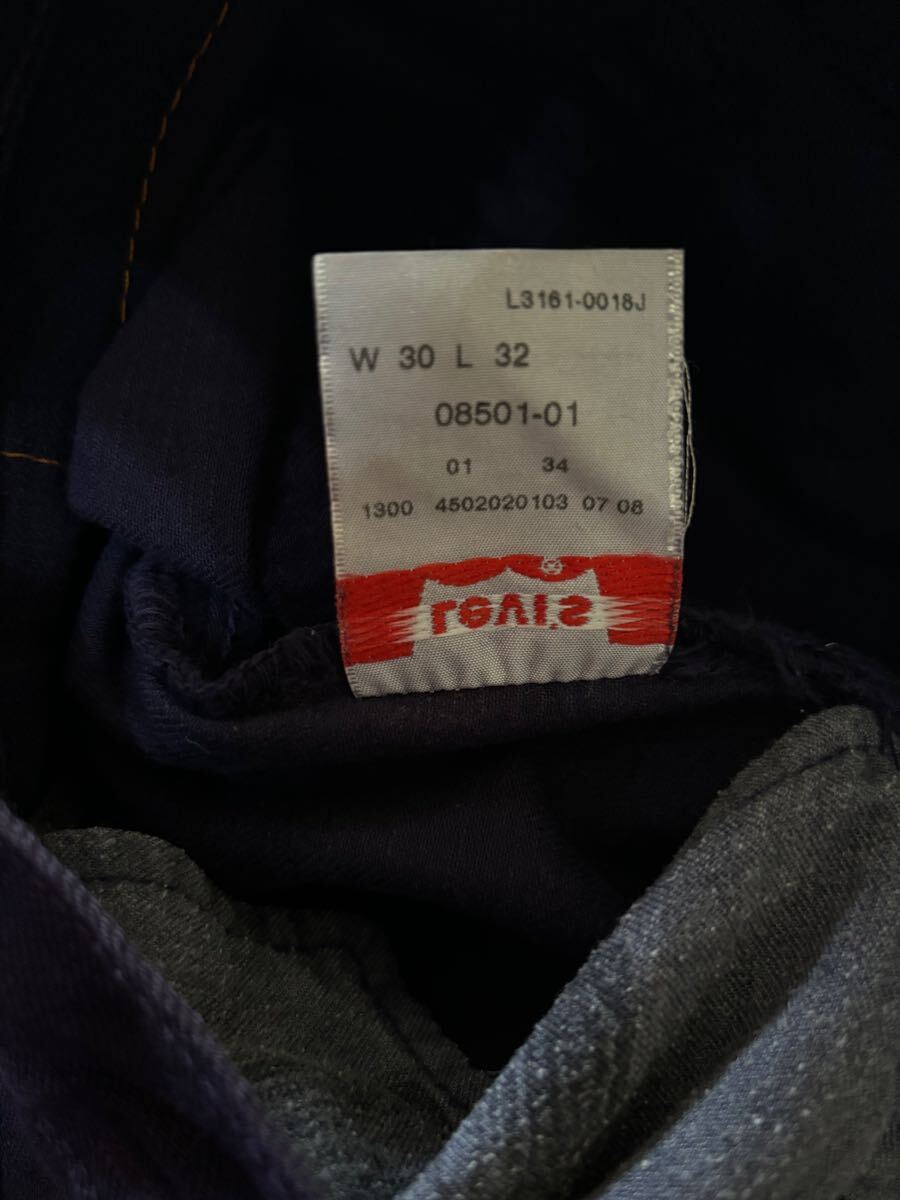 L3161-0018J
W 30 L 32
08501-01
01 34
1300 4502020103 07 08
Levi's ®